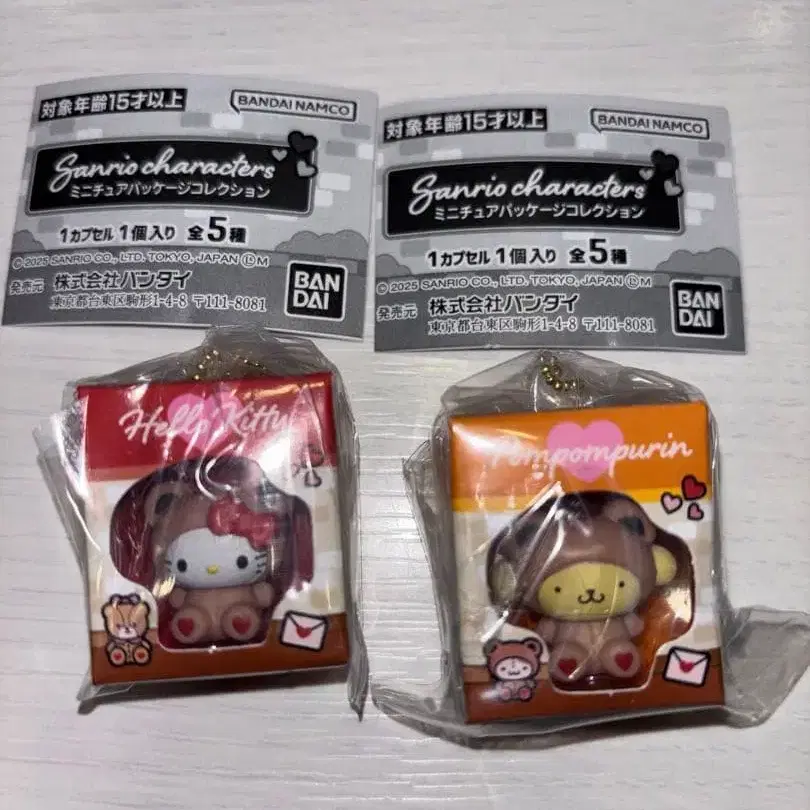 対象年齢15才以上
BANDAI NAMCO
Sanrio characters
ミニチュアパッケージコレクション
1カプセル1個入り 全5種
© 2025 SANRIO CO., LTD. TOKYO, JAPAN Ⓛ Ⓜ
発売元 株式会社バンダイ
東京都台東区駒形1-4-8 〒111-8081
BAN
DAI
対象年齢15才以上
BANDAI NAMCO
Sanrio characters
ミニチュアパッケージコレクション
1カプセル1個入り 全5種
© 2025 SANRIO CO., LTD. TOKYO, JAPAN Ⓛ Ⓜ
発売元 株式会社バンダイ
東京都台東区駒形1-4-8 〒111-8081
BAN
DAI
Hello Kitty
Pompompurin